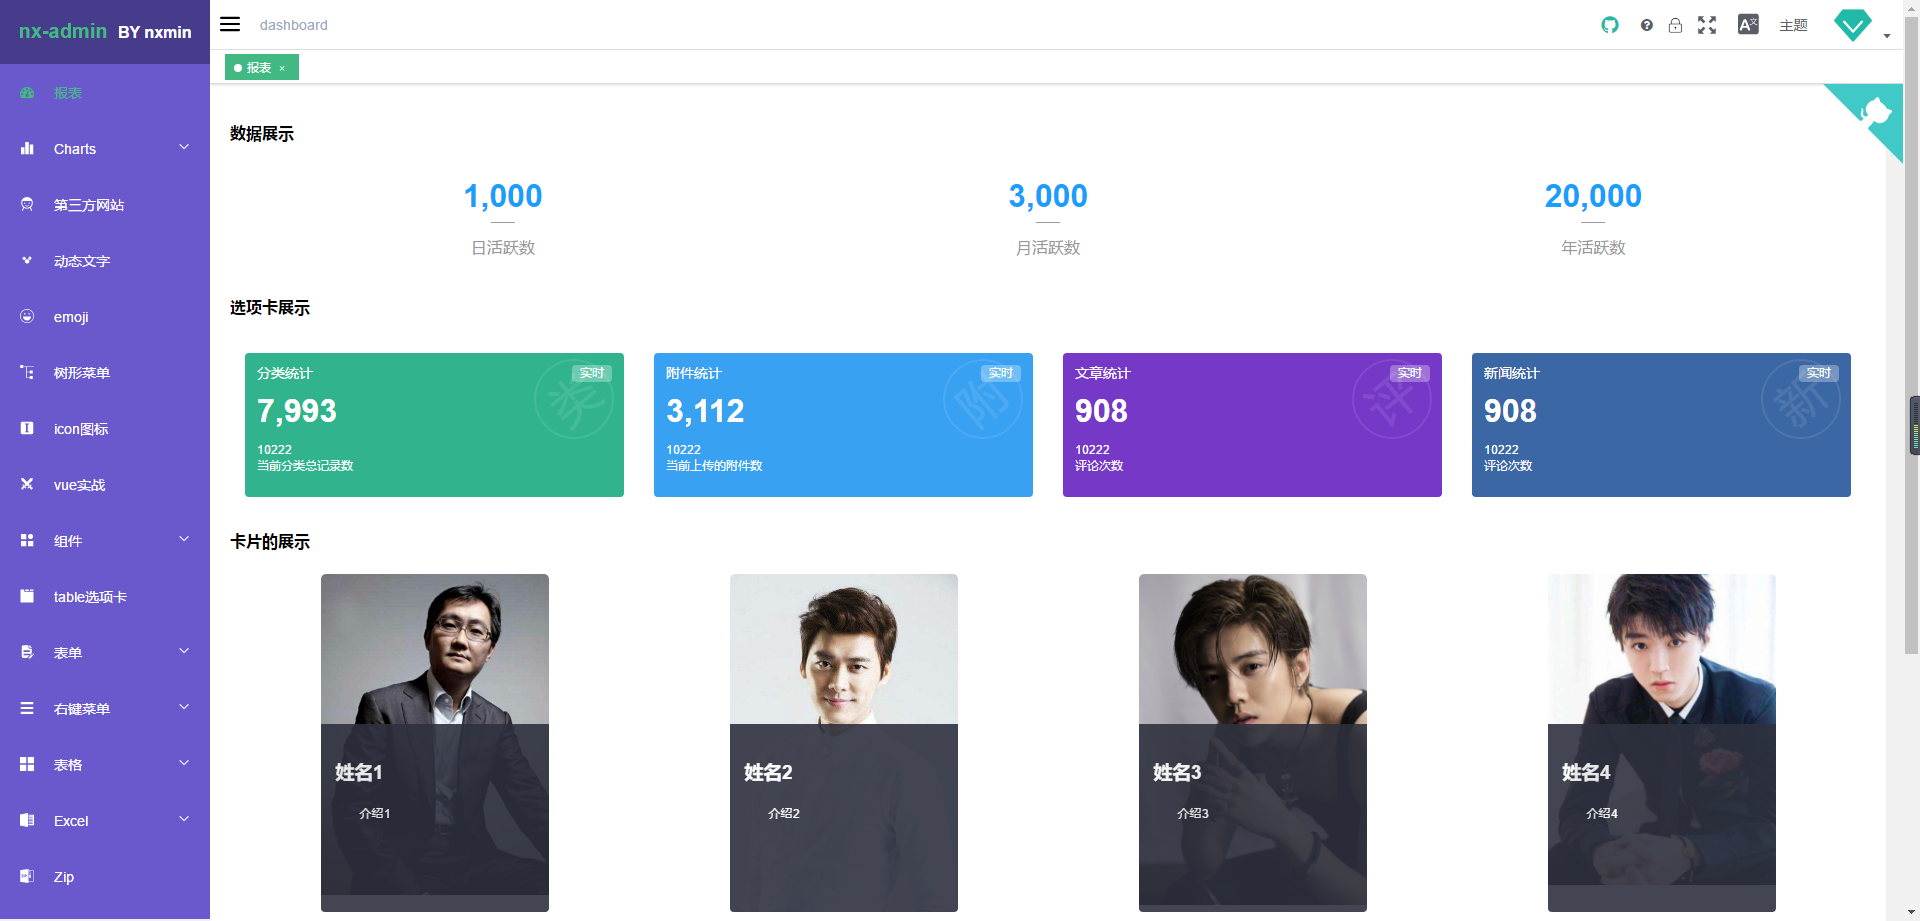 nx-admin BY nxmin
dashboard
主题
报表
报表
Charts
第三方网站
动态文字
emoji
树形菜单
icon图标
vue实战
组件
table选项卡
表单
右键菜单
表格
Excel
Zip
数据展示
1,000
日活跃数
3,000
月活跃数
20,000
年活跃数
选项卡展示
分类统计
实时
类
7,993
10222
当前分类总记录数
附件统计
实时
附
3,112
10222
当前上传的附件数
文章统计
实时
评
908
10222
评论次数
新闻统计
实时
新
908
10222
评论次数
卡片的展示
姓名1
介绍1
姓名2
介绍2
姓名3
介绍3
姓名4
介绍4